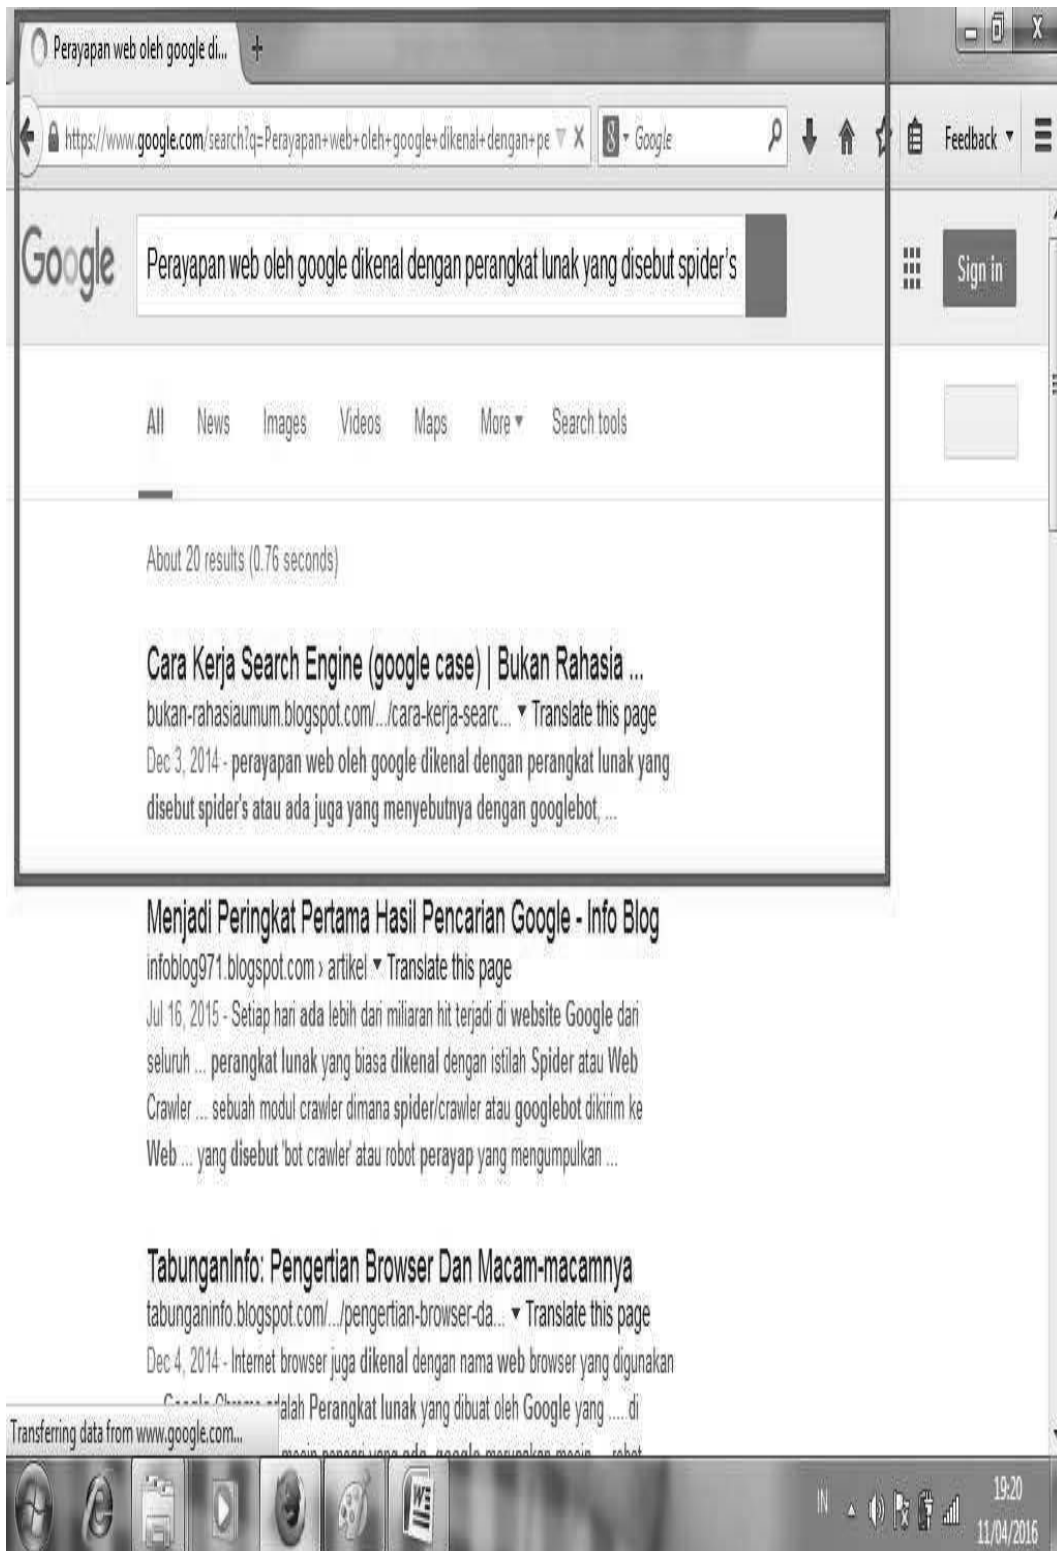 Perayapan web oleh google di... +
https://www.google.com/search?q=Perayapan+web+oleh+google+dikenal+dengan+pe
Google
Feedback
Google
Perayapan web oleh google dikenal dengan perangkat lunak yang disebut spider's
Sign in
All News Images Videos Maps More Search tools
About 20 results (0.76 seconds)
Cara Kerja Search Engine (google case) | Bukan Rahasia ...
bukan-rahasiaumum.blogspot.com/.../cara-kerja-searc... Translate this page
Dec 3, 2014 - perayapan web oleh google dikenal dengan perangkat lunak yang
disebut spider's atau ada juga yang menyebutnya dengan googlebot, ...
Menjadi Peringkat Pertama Hasil Pencarian Google - Info Blog
infoblog971.blogspot.com › artikel Translate this page
Jul 16, 2015 - Setiap hari ada lebih dari miliaran hit terjadi di website Google dari
seluruh ... perangkat lunak yang biasa dikenal dengan istilah Spider atau Web
Crawler ... sebuah modul crawler dimana spider/crawler atau googlebot dikirim ke
Web ... yang disebut 'bot crawler' atau robot perayap yang mengumpulkan ...
TabunganInfo: Pengertian Browser Dan Macam-macamnya
tabunganinfo.blogspot.com/.../pengertian-browser-da... Translate this page
Dec 4, 2014 - Internet browser juga dikenal dengan nama web browser yang digunakan
Perangkat lunak yang dibuat oleh Google yang .... di
Transferring data from www.google.com...
IN
19:20
11/04/2016